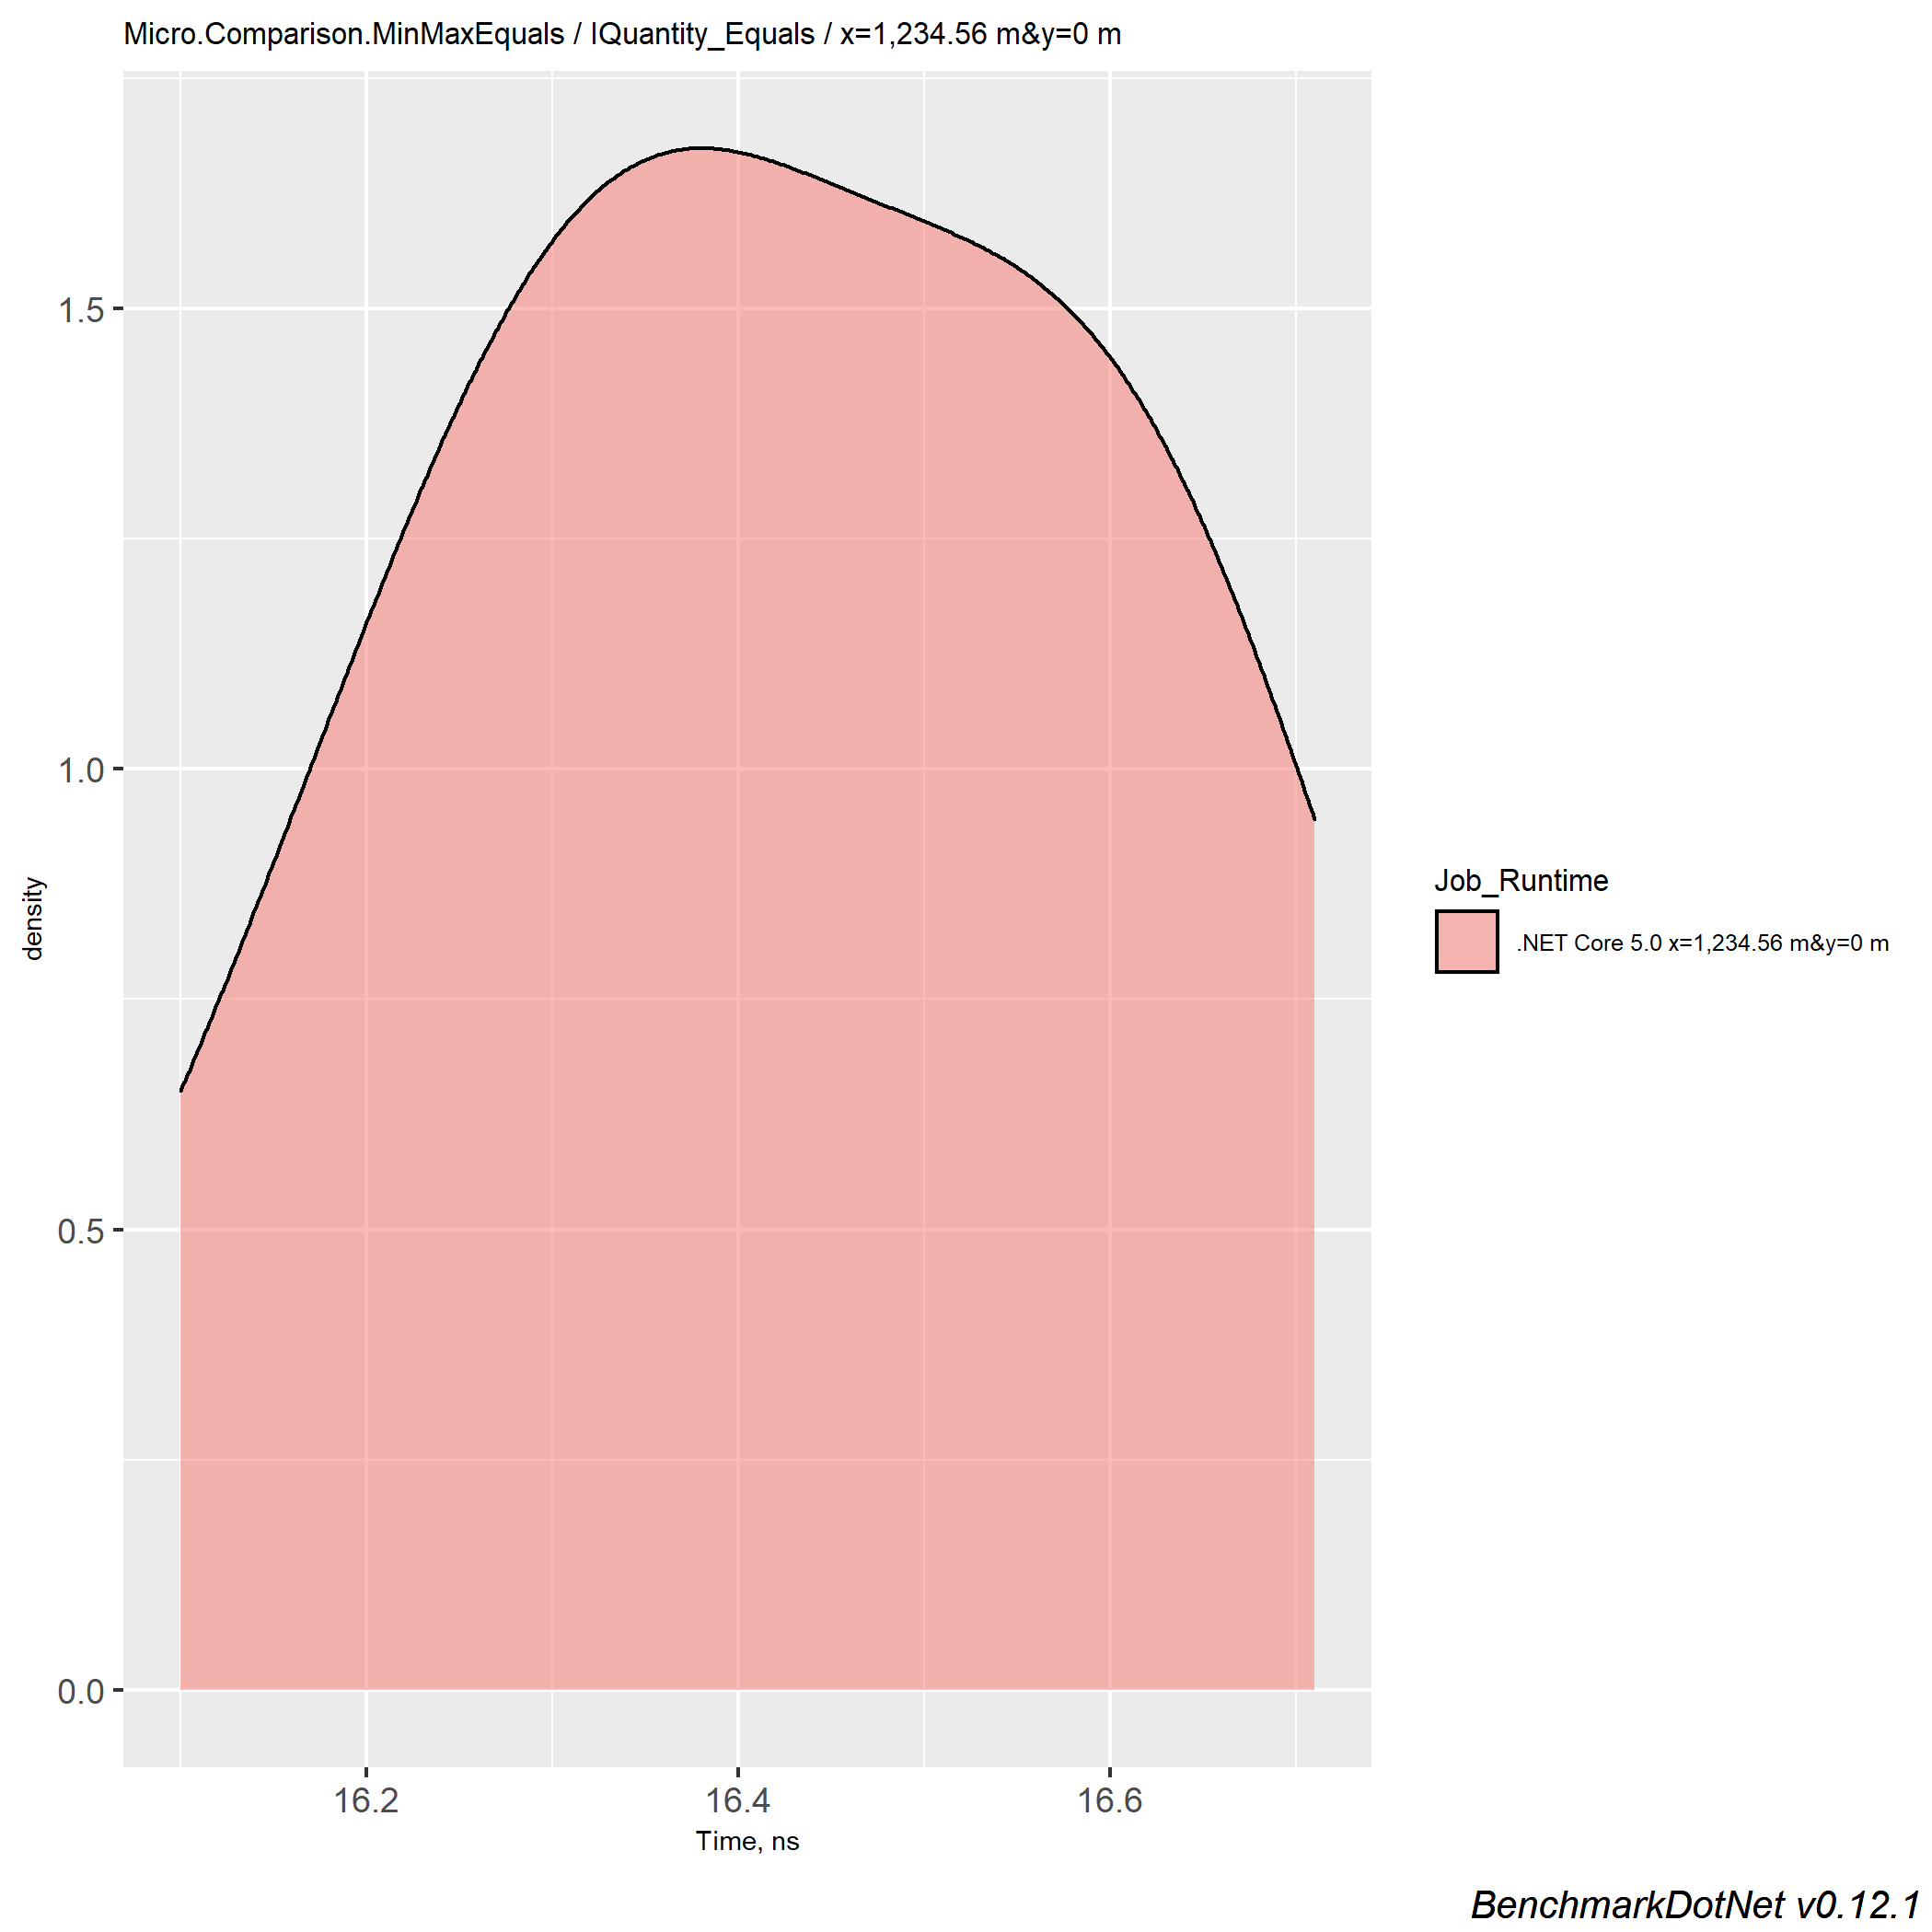 Micro.Comparison.MinMaxEquals / IQuantity_Equals / x=1,234.56 m&y=0 m
density
1.5
1.0
0.5
0.0
16.2 16.4 16.6
Time, ns
Job_Runtime
.NET Core 5.0 x=1,234.56 m&y=0 m
BenchmarkDotNet v0.12.1